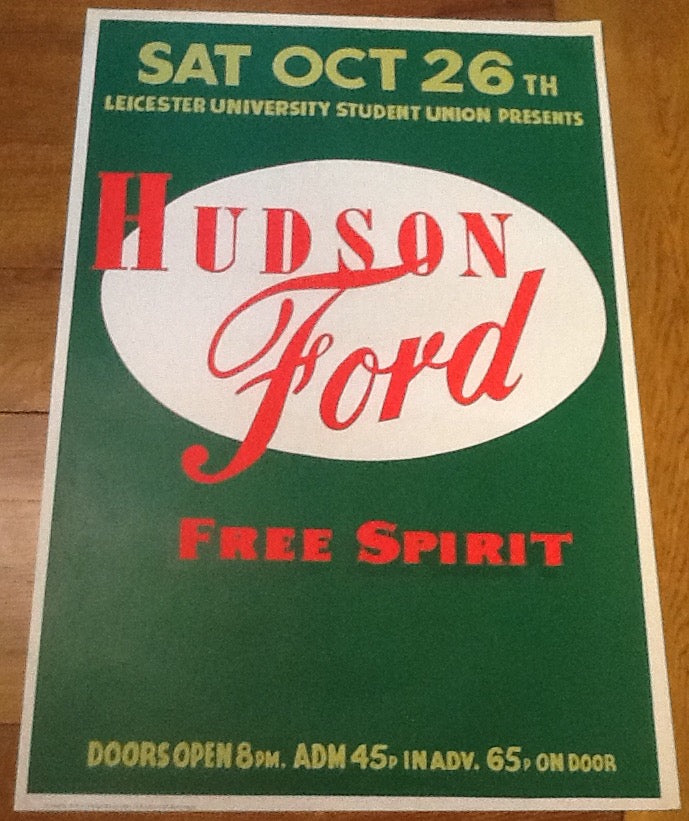 SAT OCT 26TH
LEICESTER UNIVERSITY STUDENT UNION PRESENTS
HUDSON
Ford
FREE SPIRIT
DOORS OPEN 8PM. ADM 45P IN ADV. 65P ON DOOR